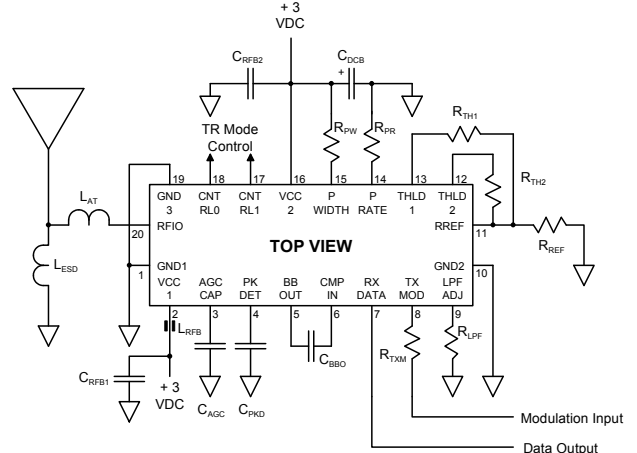 + 3
VDC
CRFB2
CDCB
+
TR Mode
Control
RPW
RPR
RTH1
RTH2
LAT
LESD
19
18
17
16
15
14
13
12
GND
3
CNT
RL0
CNT
RL1
VCC
2
P
WIDTH
P
RATE
THLD
1
THLD
2
20
RFIO
TOP VIEW
RREF
11
RREF
1
GND1
GND2
10
VCC
1
AGC
CAP
PK
DET
BB
OUT
CMP
IN
RX
DATA
TX
MOD
LPF
ADJ
2
3
4
5
6
7
8
9
LRFB
CBBO
RTXM
RLPF
CRFB1
+ 3
VDC
CAGC
CPKD
Modulation Input
Data Output